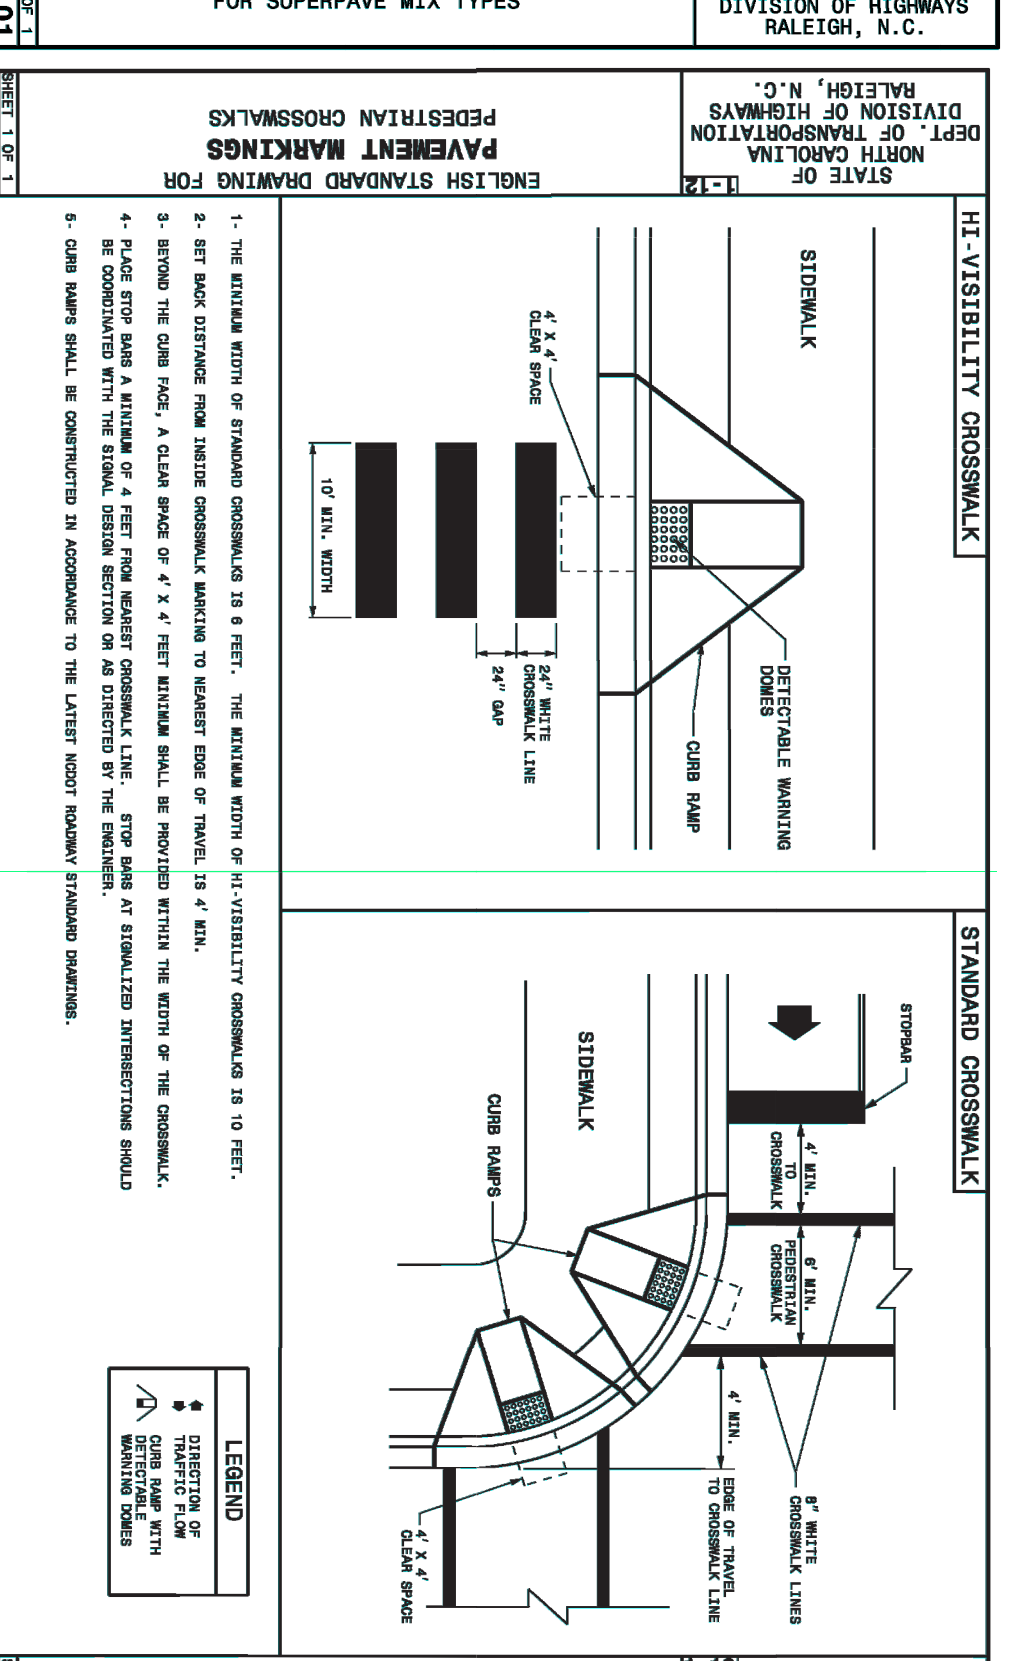 FOR SUPERPAVE MIX TYPES
DIVISION OF HIGHWAYS
RALEIGH, N.C.
OF 1
STATE OF
NORTH CAROLINA
DEPT. OF TRANSPORTATION
DIVISION OF HIGHWAYS
RALEIGH, N.C.
1-12
ENGLISH STANDARD DRAWING FOR
PAVEMENT MARKINGS
PEDESTRIAN CROSSWALKS
SHEET 1 OF 1
HI-VISIBILITY CROSSWALK
SIDEWALK
4' X 4'
CLEAR SPACE
DETECTABLE WARNING
DOMES
CURB RAMP
24" WHITE
CROSSWALK LINE
24" GAP
10' MIN. WIDTH
STANDARD CROSSWALK
STOPBAR
4' MIN.
TO
CROSSWALK
6' MIN.
PEDESTRIAN
CROSSWALK
8" WHITE
CROSSWALK LINES
4' MIN.
EDGE OF TRAVEL
TO CROSSWALK LINE
SIDEWALK
CURB RAMPS
4' X 4'
CLEAR SPACE
1- THE MINIMUM WIDTH OF STANDARD CROSSWALKS IS 6 FEET. THE MINIMUM WIDTH OF HI-VISIBILITY CROSSWALKS IS 10 FEET.
2- SET BACK DISTANCE FROM INSIDE CROSSWALK MARKING TO NEAREST EDGE OF TRAVEL IS 4' MIN.
3- BEYOND THE CURB FACE, A CLEAR SPACE OF 4' X 4' FEET MINIMUM SHALL BE PROVIDED WITHIN THE WIDTH OF THE CROSSWALK.
4- PLACE STOP BARS A MINIMUM OF 4 FEET FROM NEAREST CROSSWALK LINE. STOP BARS AT SIGNALIZED INTERSECTIONS SHOULD
BE COORDINATED WITH THE SIGNAL DESIGN SECTION OR AS DIRECTED BY THE ENGINEER.
5- CURB RAMPS SHALL BE CONSTRUCTED IN ACCORDANCE TO THE LATEST NCDOT ROADWAY STANDARD DRAWINGS.
LEGEND
DIRECTION OF
TRAFFIC FLOW
CURB RAMP WITH
DETECTABLE
WARNING DOMES